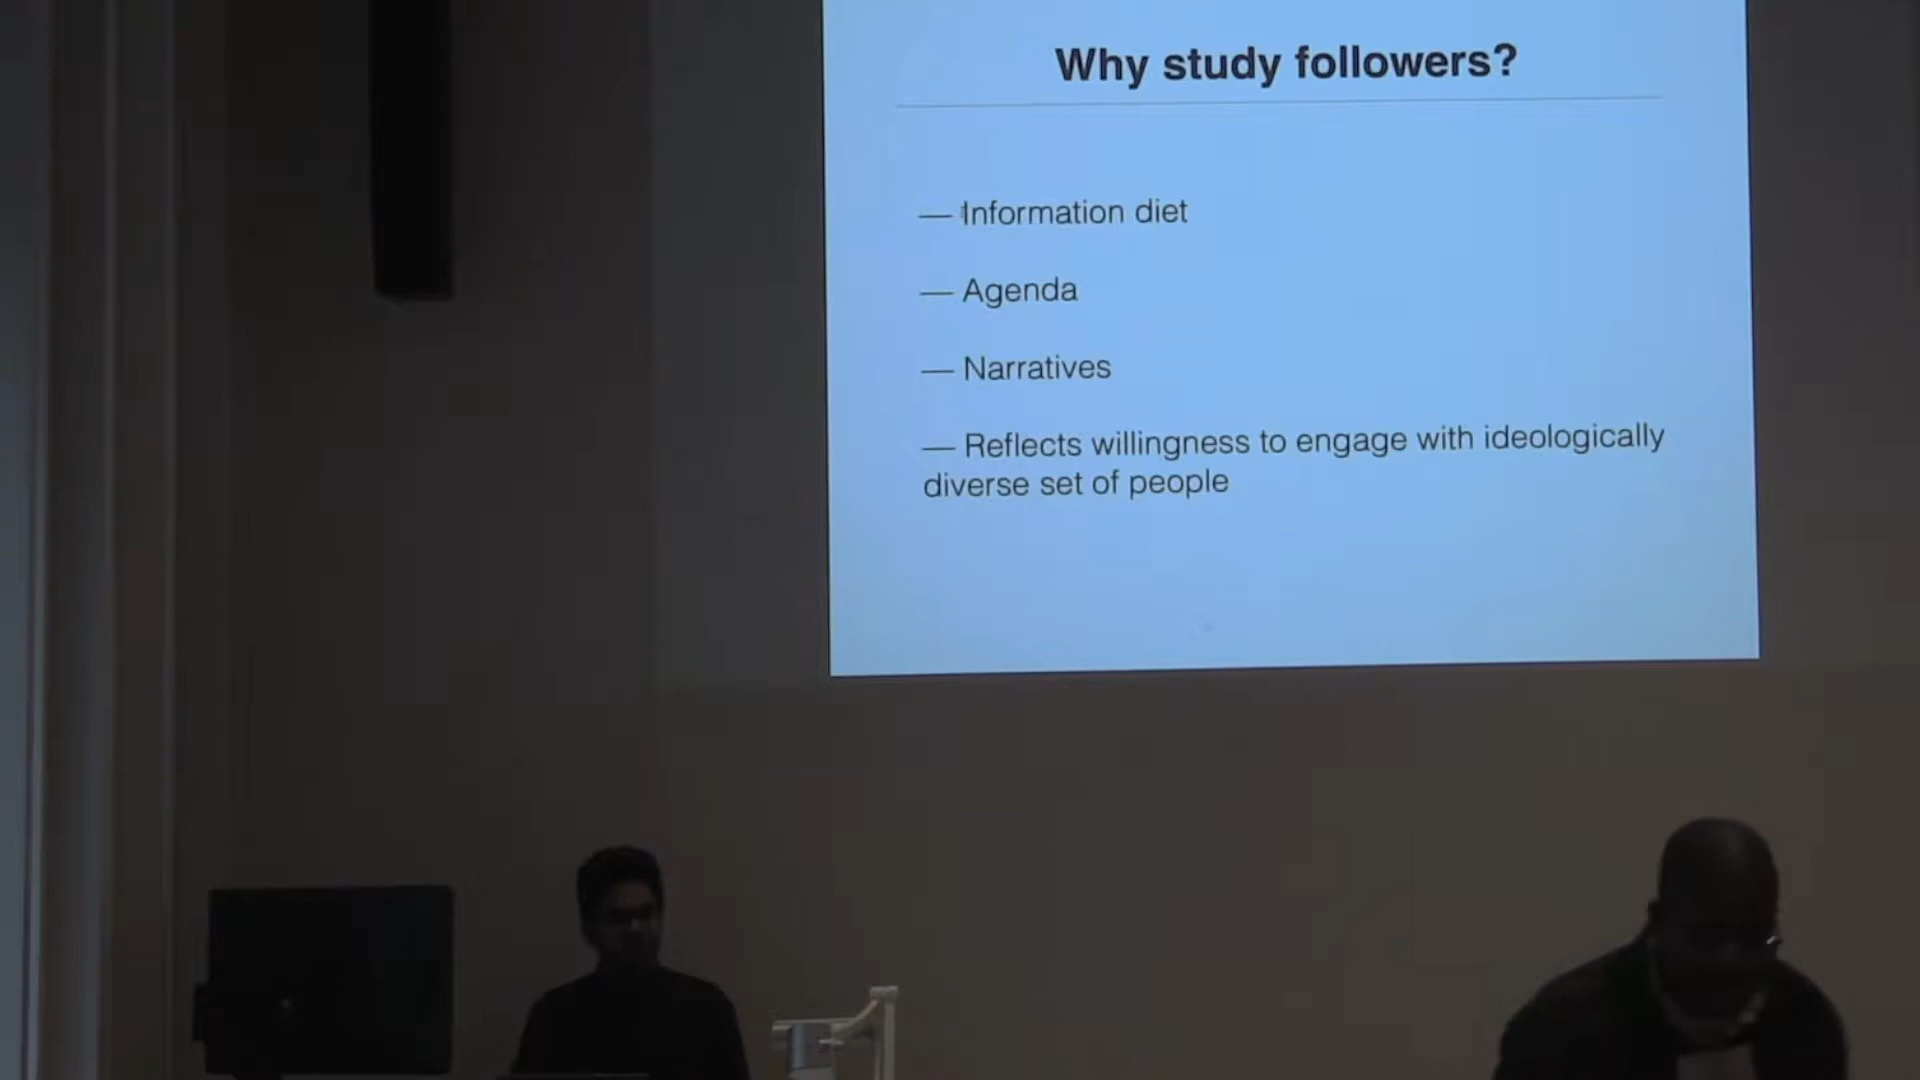 Why study followers?
— Information diet
— Agenda
— Narratives
— Reflects willingness to engage with ideologically
diverse set of people